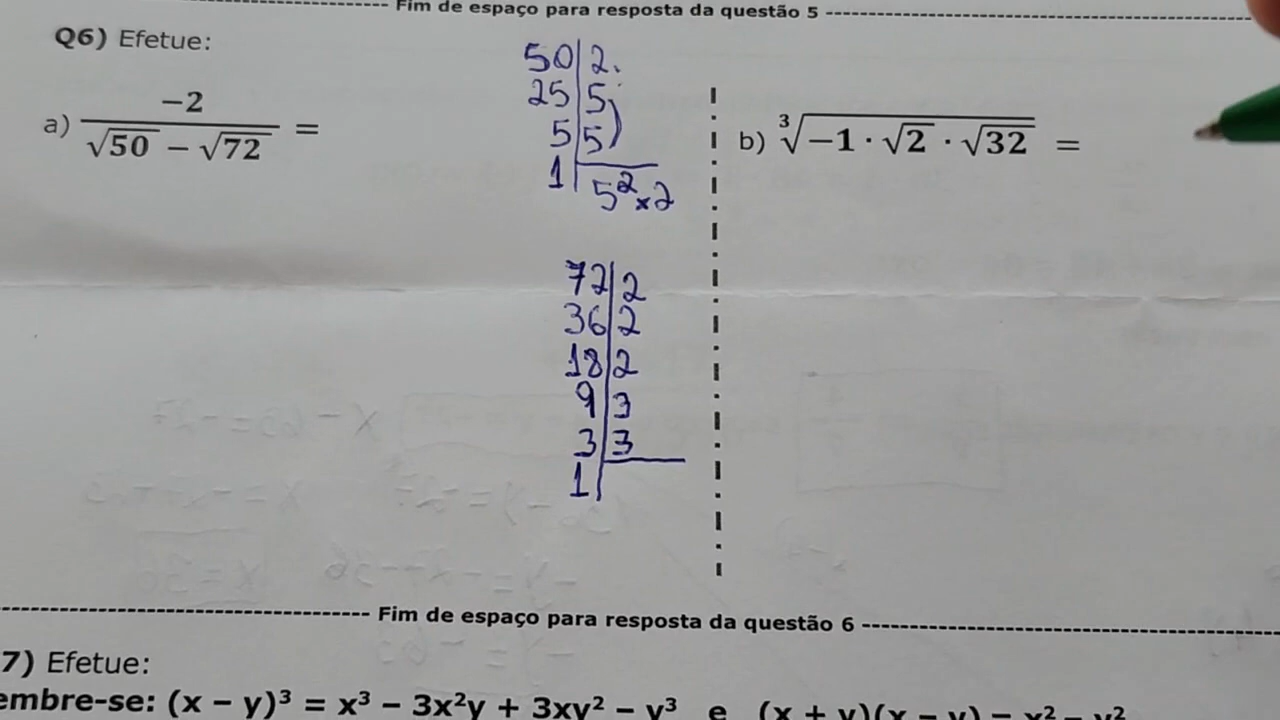 Fim de espaço para resposta da questão 5
Q6) Efetue:
a) −2 / (√50 − √72) =
50|2
25|5
5|5
1|5² x 2
72|2
36|2
18|2
9|3
3|3
1|
b) ∛(−1 · √2 · √32) =
Fim de espaço para resposta da questão 6
7) Efetue:
embre-se: (x − y)³ = x³ − 3x²y + 3xy² − y³ e (x + y)(x − y) = x² − y²